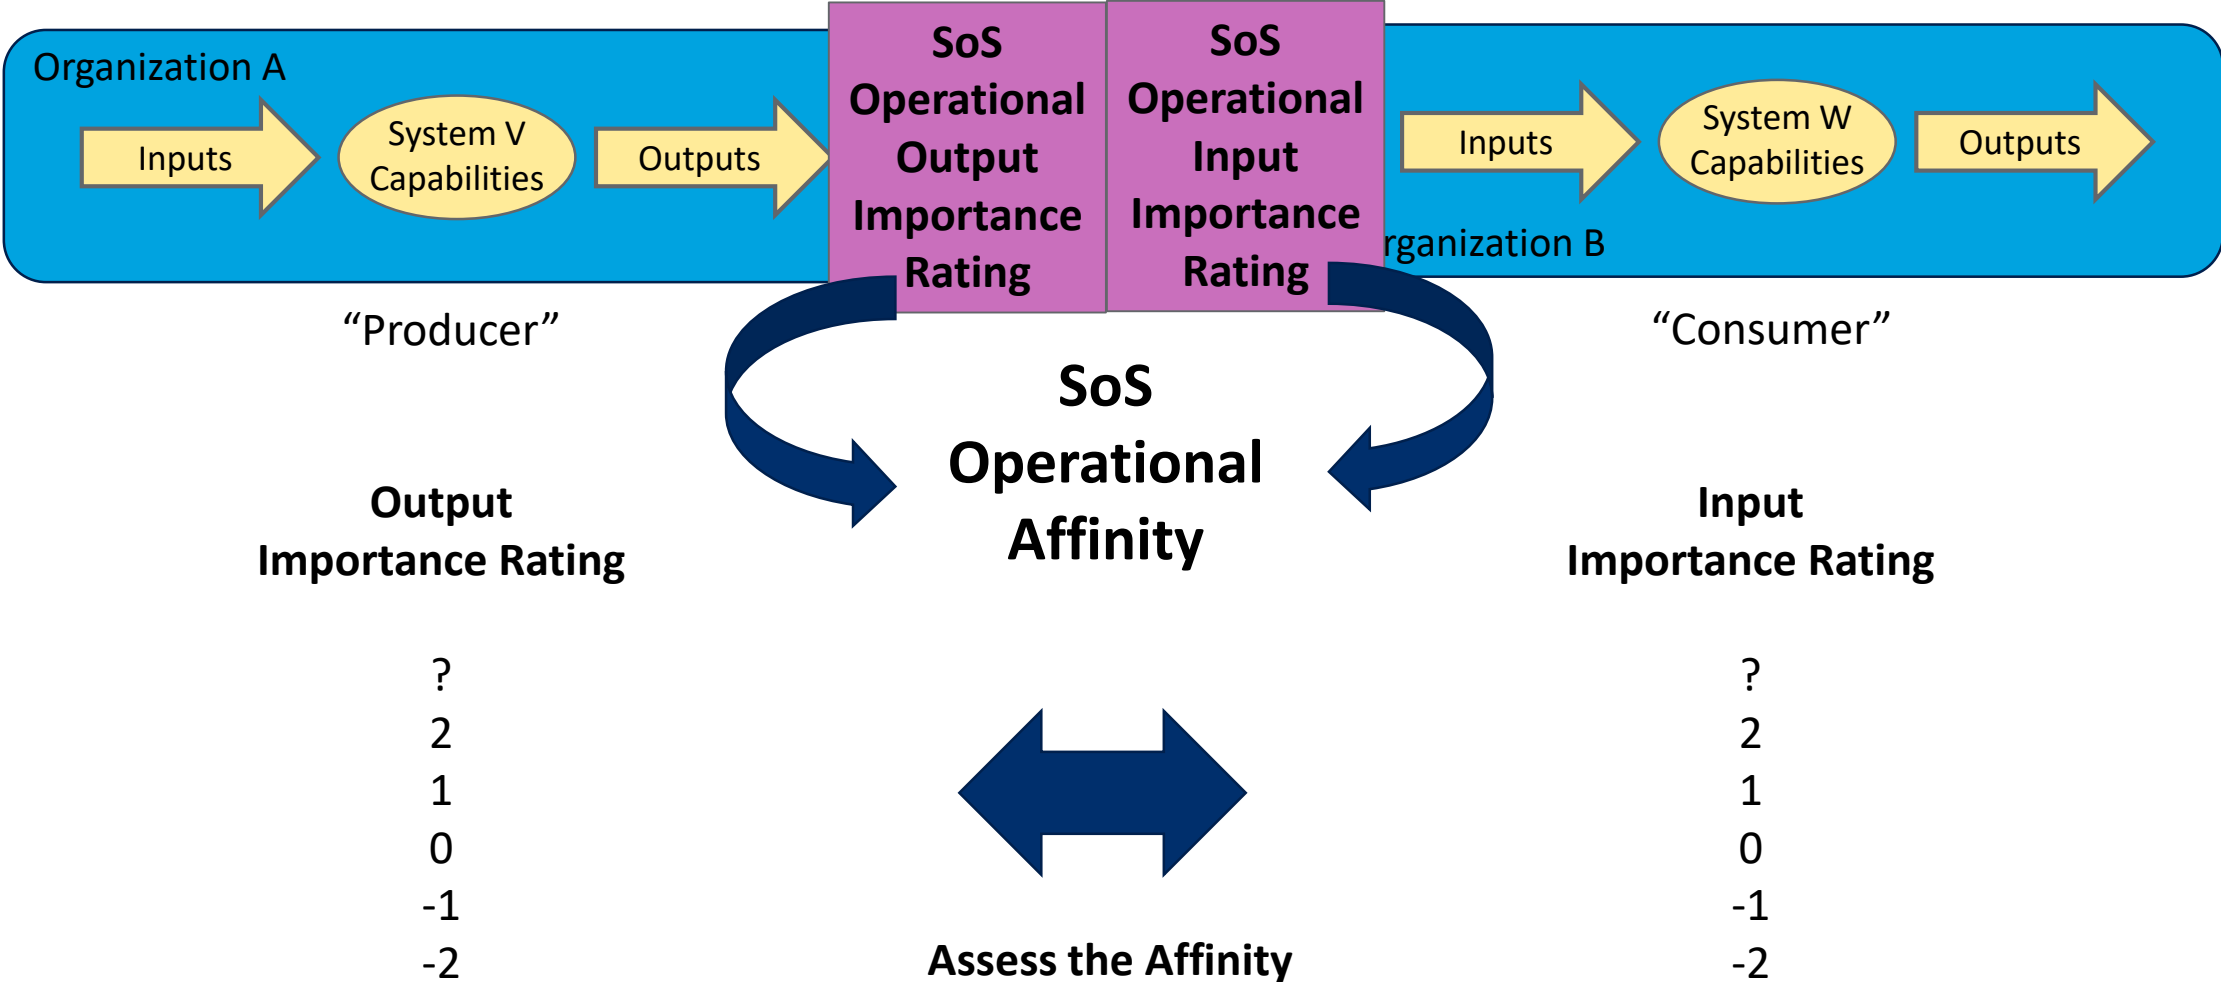 Organization A
Inputs
System V
Capabilities
Outputs
SoS
Operational
Output
Importance
Rating
SoS
Operational
Input
Importance
Rating
Inputs
System W
Capabilities
Outputs
rganization B
“Producer”
“Consumer”
SoS
Operational
Affinity
Output
Importance Rating
?
2
1
0
-1
-2
Assess the Affinity
Input
Importance Rating
?
2
1
0
-1
-2